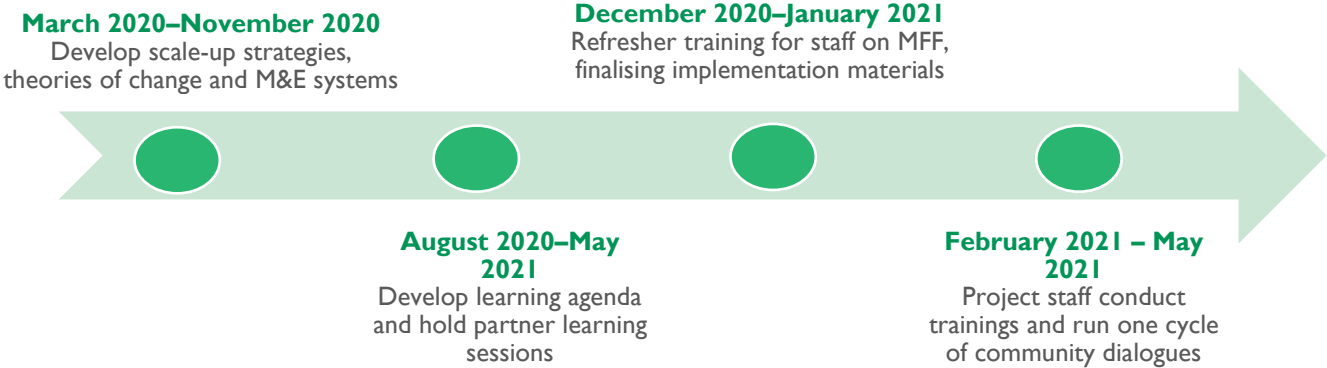 March 2020–November 2020
Develop scale-up strategies,
theories of change and M&E systems
August 2020–May
2021
Develop learning agenda
and hold partner learning
sessions
December 2020–January 2021
Refresher training for staff on MFF,
finalising implementation materials
February 2021 – May
2021
Project staff conduct
trainings and run one cycle
of community dialogues